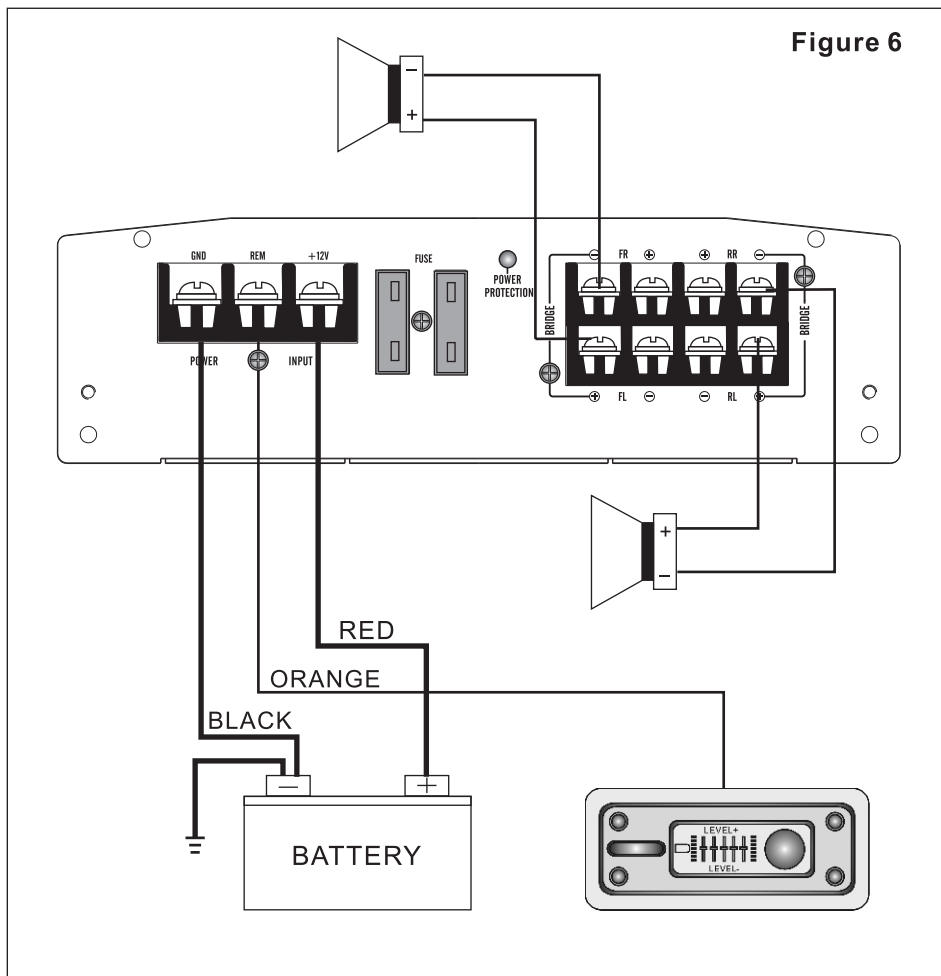 Figure 6
−
+
GND REM +12V
FUSE
POWER
PROTECTION
− FR + + RR −
BRIDGE
BRIDGE
POWER INPUT
+ FL − − RL +
+
−
RED
ORANGE
BLACK
− +
BATTERY
LEVEL+
LEVEL-